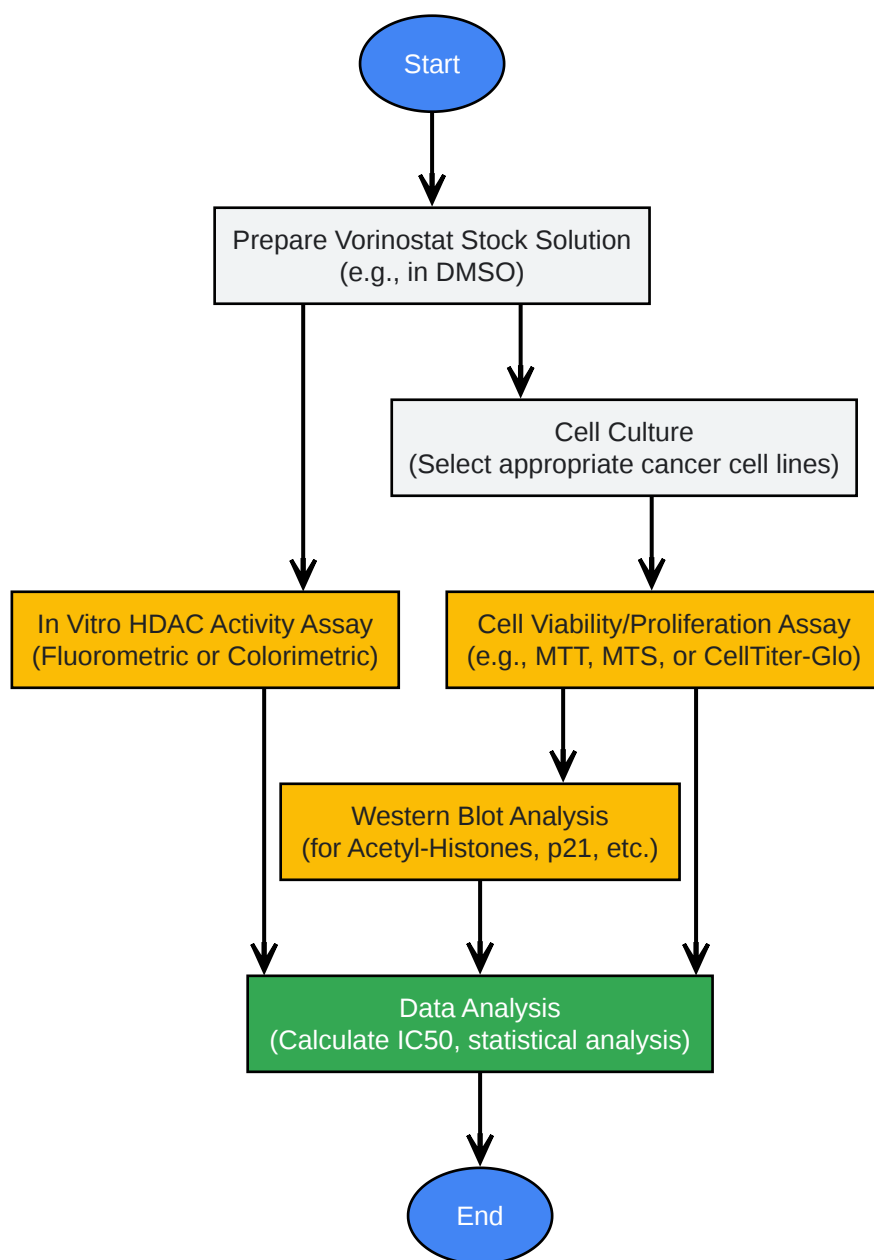 Start
Prepare Vorinostat Stock Solution
(e.g., in DMSO)
Cell Culture
(Select appropriate cancer cell lines)
In Vitro HDAC Activity Assay
(Fluorometric or Colorimetric)
Cell Viability/Proliferation Assay
(e.g., MTT, MTS, or CellTiter-Glo)
Western Blot Analysis
(for Acetyl-Histones, p21, etc.)
Data Analysis
(Calculate IC50, statistical analysis)
End